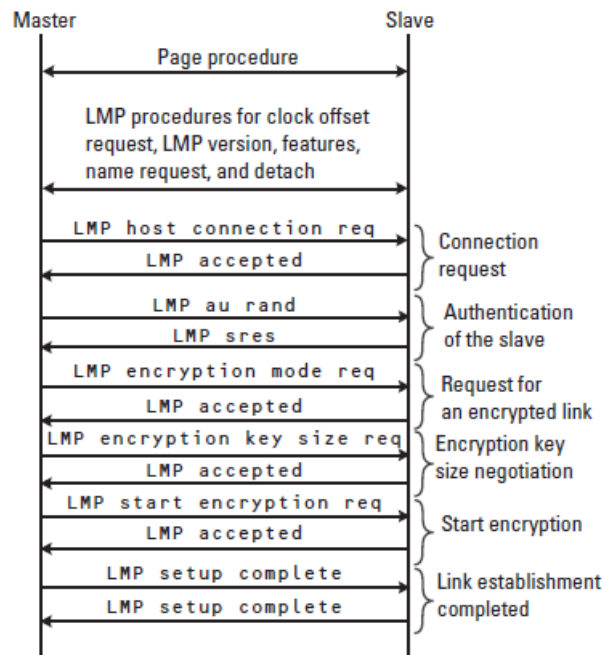 Master
Slave
Page procedure
LMP procedures for clock offset
request, LMP version, features,
name request, and detach
LMP host connection req
LMP accepted
Connection
request
LMP au rand
LMP sres
Authentication
of the slave
LMP encryption mode req
LMP accepted
Request for
an encrypted link
LMP encryption key size req
LMP accepted
Encryption key
size negotiation
LMP start encryption req
LMP accepted
Start encryption
LMP setup complete
LMP setup complete
Link establishment
completed